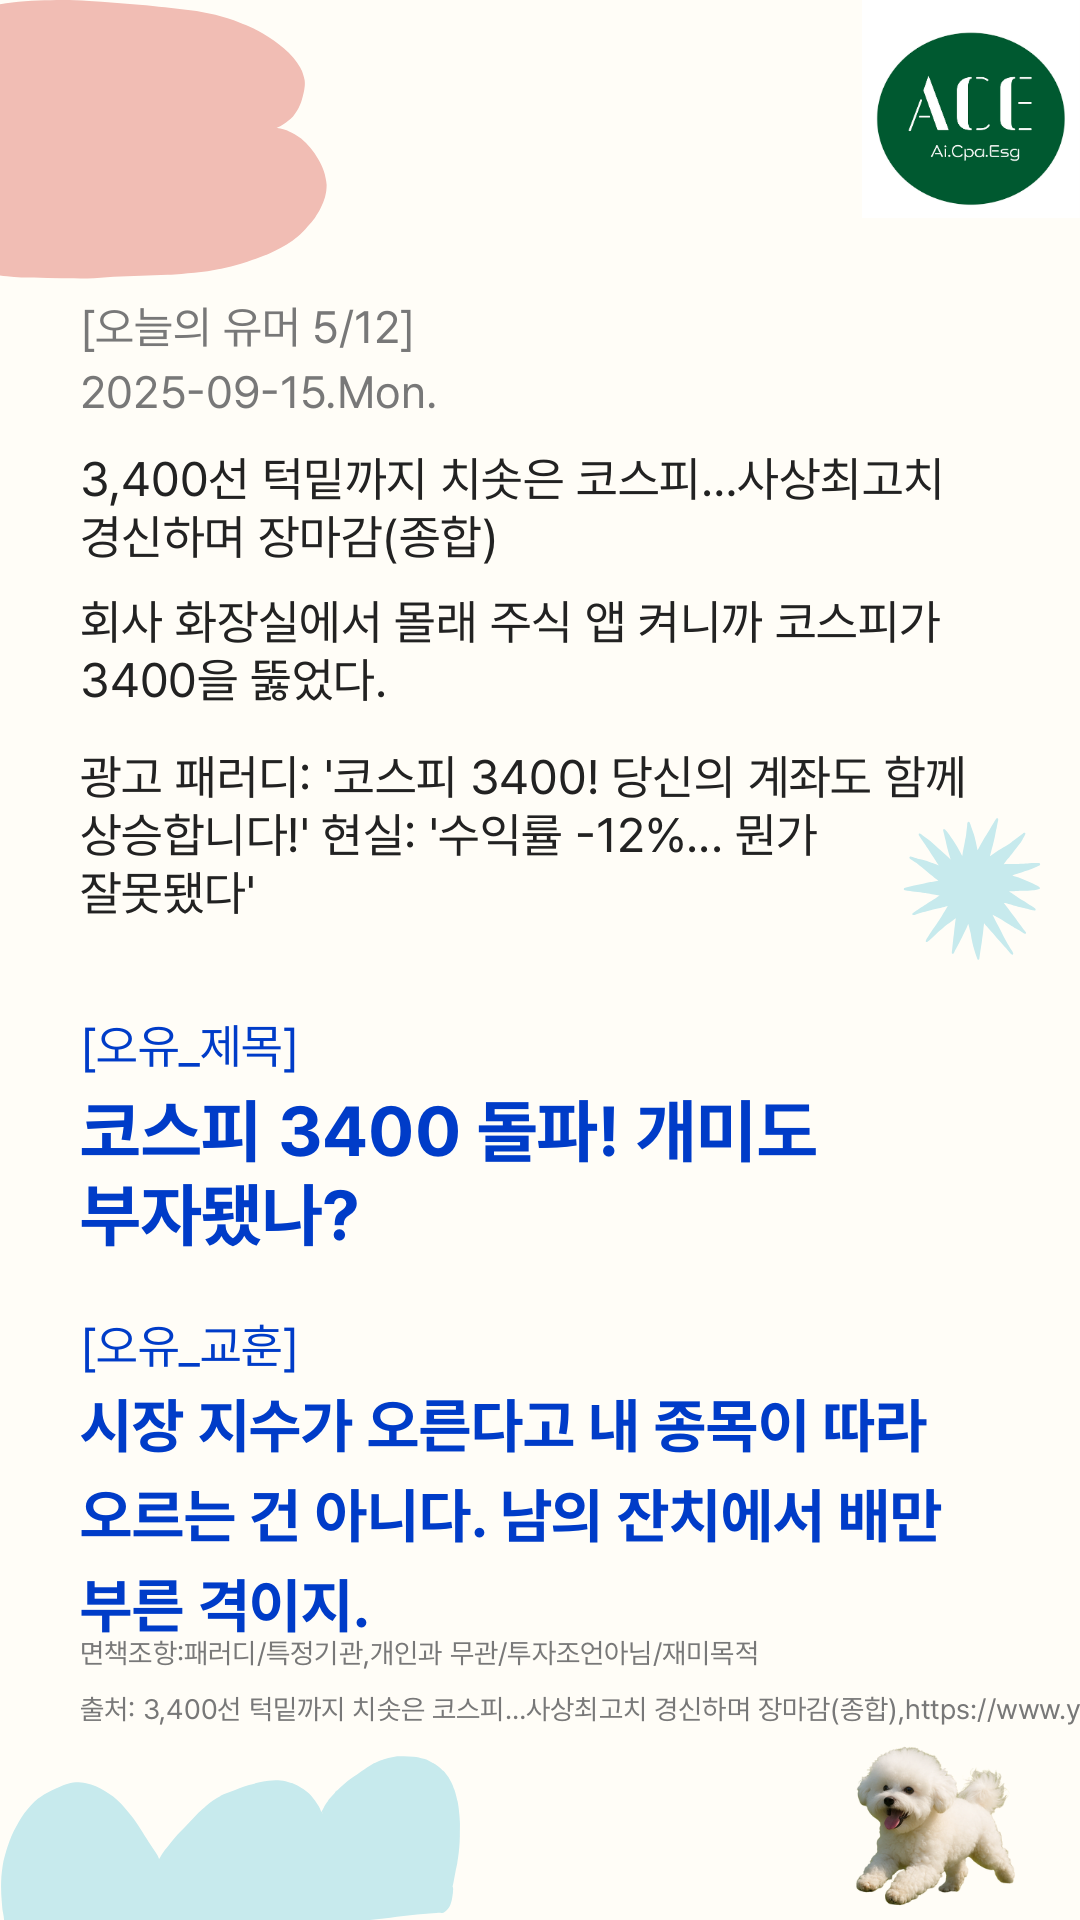 ACE
Ai.Cpa.Esg
[오늘의 유머 5/12]
2025-09-15.Mon.
3,400선 턱밑까지 치솟은 코스피...사상최고치
경신하며 장마감(종합)
회사 화장실에서 몰래 주식 앱 켜니까 코스피가
3400을 뚫었다.
광고 패러디: '코스피 3400! 당신의 계좌도 함께
상승합니다!' 현실: '수익률 -12%... 뭔가
잘못됐다'
[오유_제목]
코스피 3400 돌파! 개미도
부자됐나?
[오유_교훈]
시장 지수가 오른다고 내 종목이 따라
오르는 건 아니다. 남의 잔치에서 배만
부른 격이지.
면책조항:패러디/특정기관,개인과 무관/투자조언아님/재미목적
출처: 3,400선 턱밑까지 치솟은 코스피...사상최고치 경신하며 장마감(종합),https://www.y